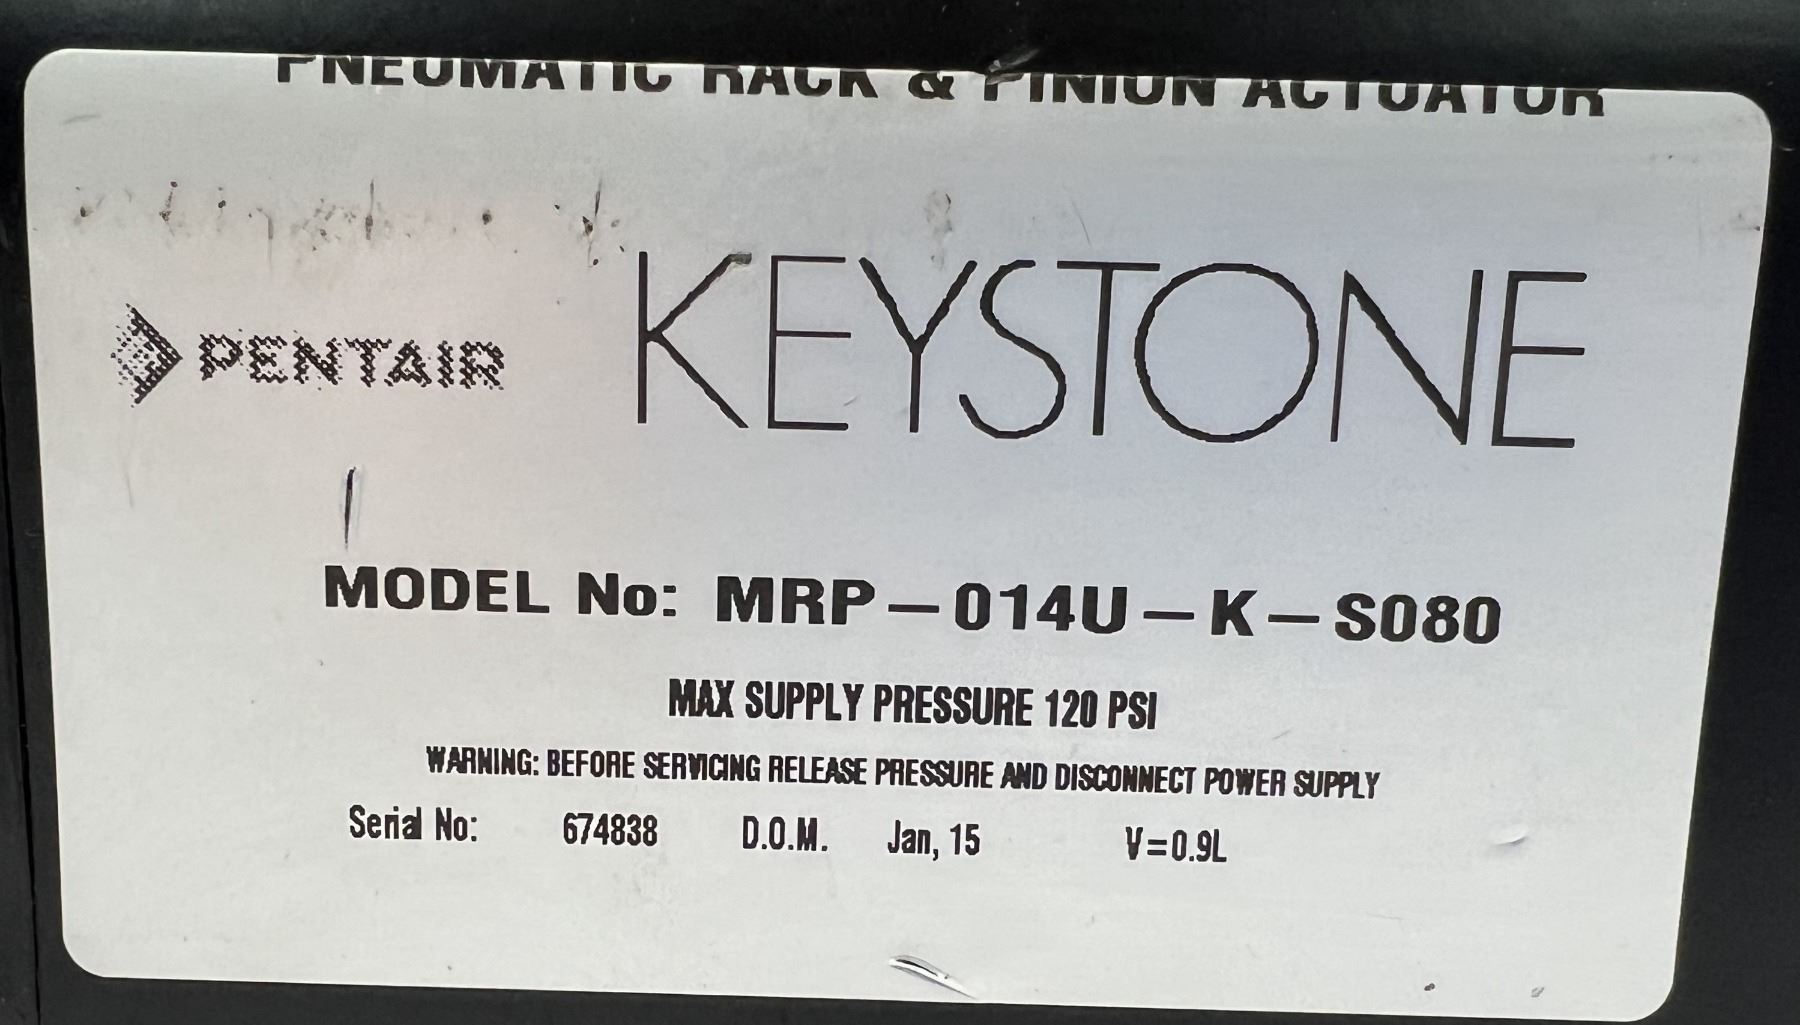 PNEUMATIC RACK & PINION ACTUATOR
PENTAIR
KEYSTONE
MODEL No: MRP – 014U – K – S080
MAX SUPPLY PRESSURE 120 PSI
WARNING: BEFORE SERVICING RELEASE PRESSURE AND DISCONNECT POWER SUPPLY
Serial No: 674838 D.O.M. Jan, 15 V=0.9L